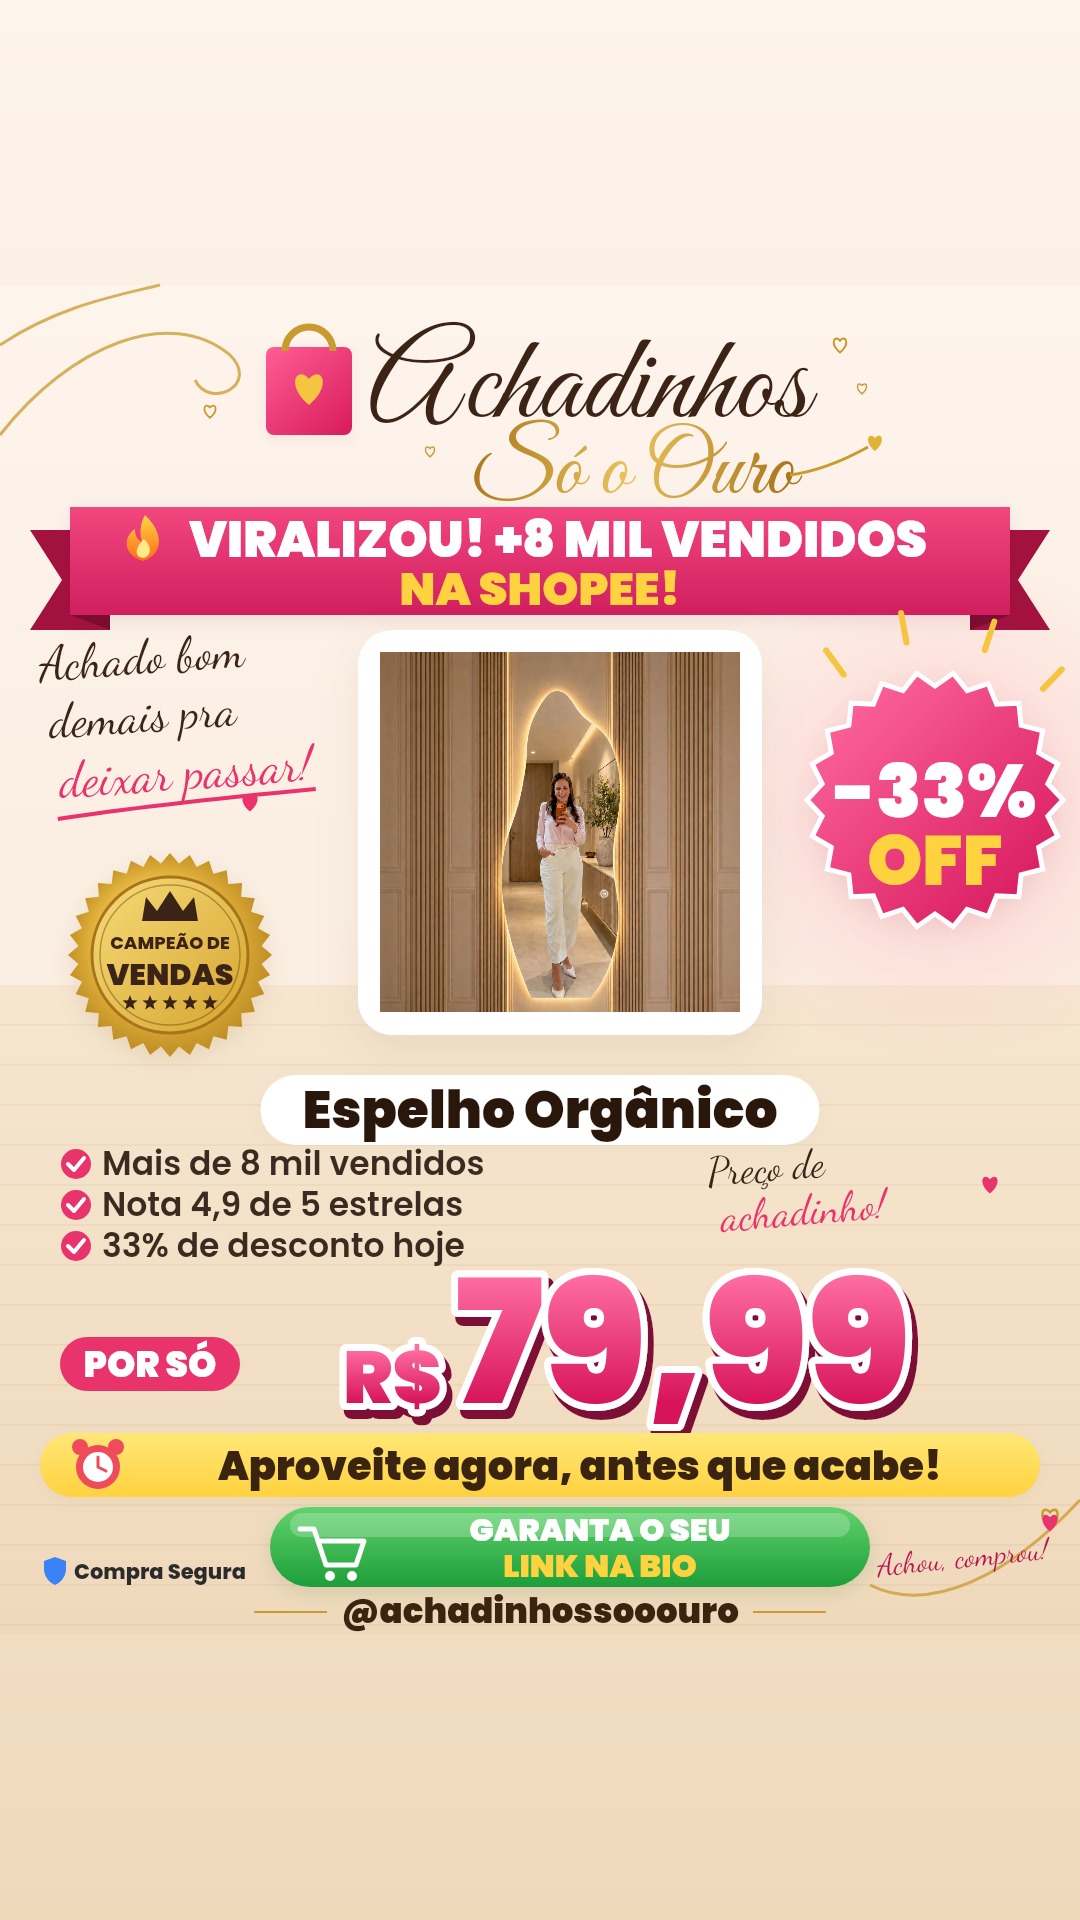 Achadinhos
Só o Ouro
VIRALIZOU! +8 MIL VENDIDOS
NA SHOPEE!
Achado bom
demais pra
deixar passar!
-33%
OFF
CAMPEÃO DE
VENDAS
Espelho Orgânico
Mais de 8 mil vendidos
Nota 4,9 de 5 estrelas
33% de desconto hoje
Preço de
achadinho!
POR SÓ
R$79,99
Aproveite agora, antes que acabe!
GARANTA O SEU
LINK NA BIO
Compra Segura
Achou, comprou!
@achadinhossooouro